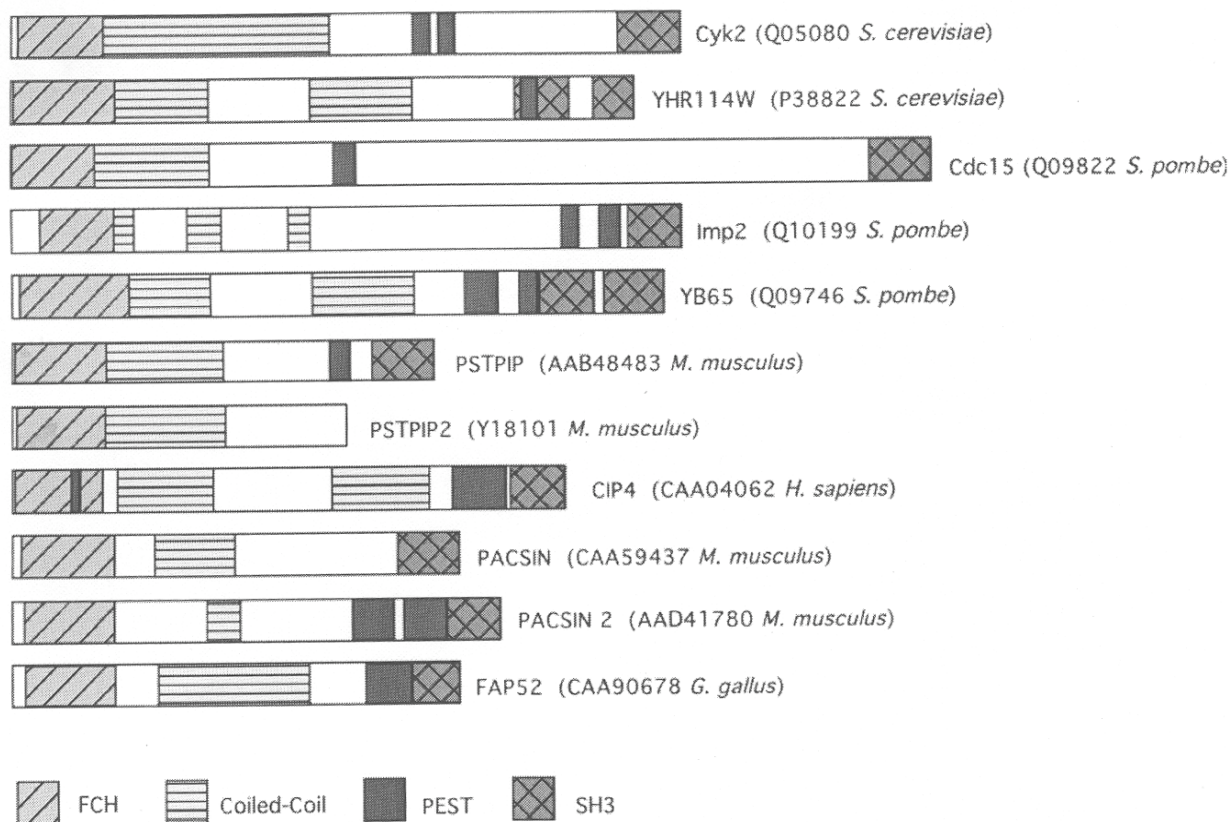 Cyk2 (Q05080 S. cerevisiae)
YHR114W (P38822 S. cerevisiae)
Cdc15 (Q09822 S. pombe)
Imp2 (Q10199 S. pombe)
YB65 (Q09746 S. pombe)
PSTPIP (AAB48483 M. musculus)
PSTPIP2 (Y18101 M. musculus)
CIP4 (CAA04062 H. sapiens)
PACSIN (CAA59437 M. musculus)
PACSIN 2 (AAD41780 M. musculus)
FAP52 (CAA90678 G. gallus)
FCH Coiled-Coil PEST SH3